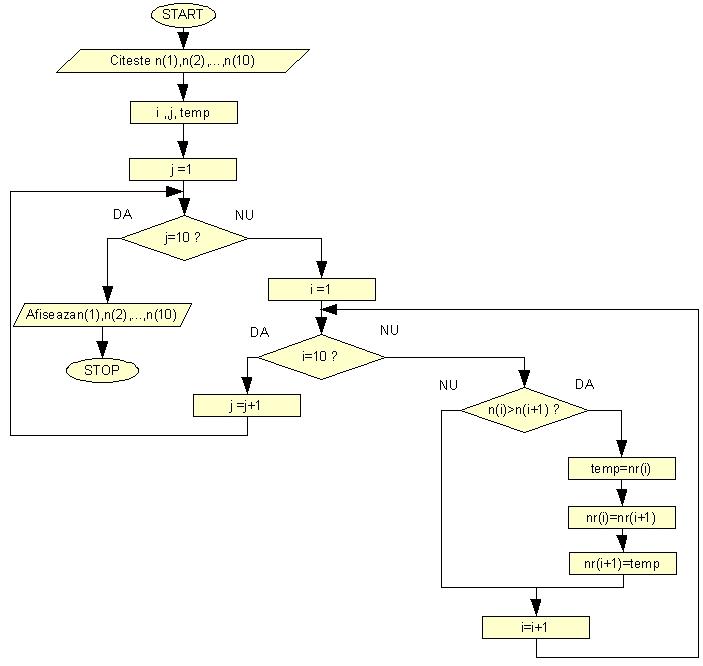 START
Citeste n(1),n(2),...,n(10)
i ,j, temp
j =1
DA
NU
j=10 ?
i =1
Afiseazan(1),n(2),...,n(10)
DA
NU
i=10 ?
STOP
NU
DA
j =j+1
n(i)>n(i+1) ?
temp=nr(i)
nr(i)=nr(i+1)
nr(i+1)=temp
i=i+1